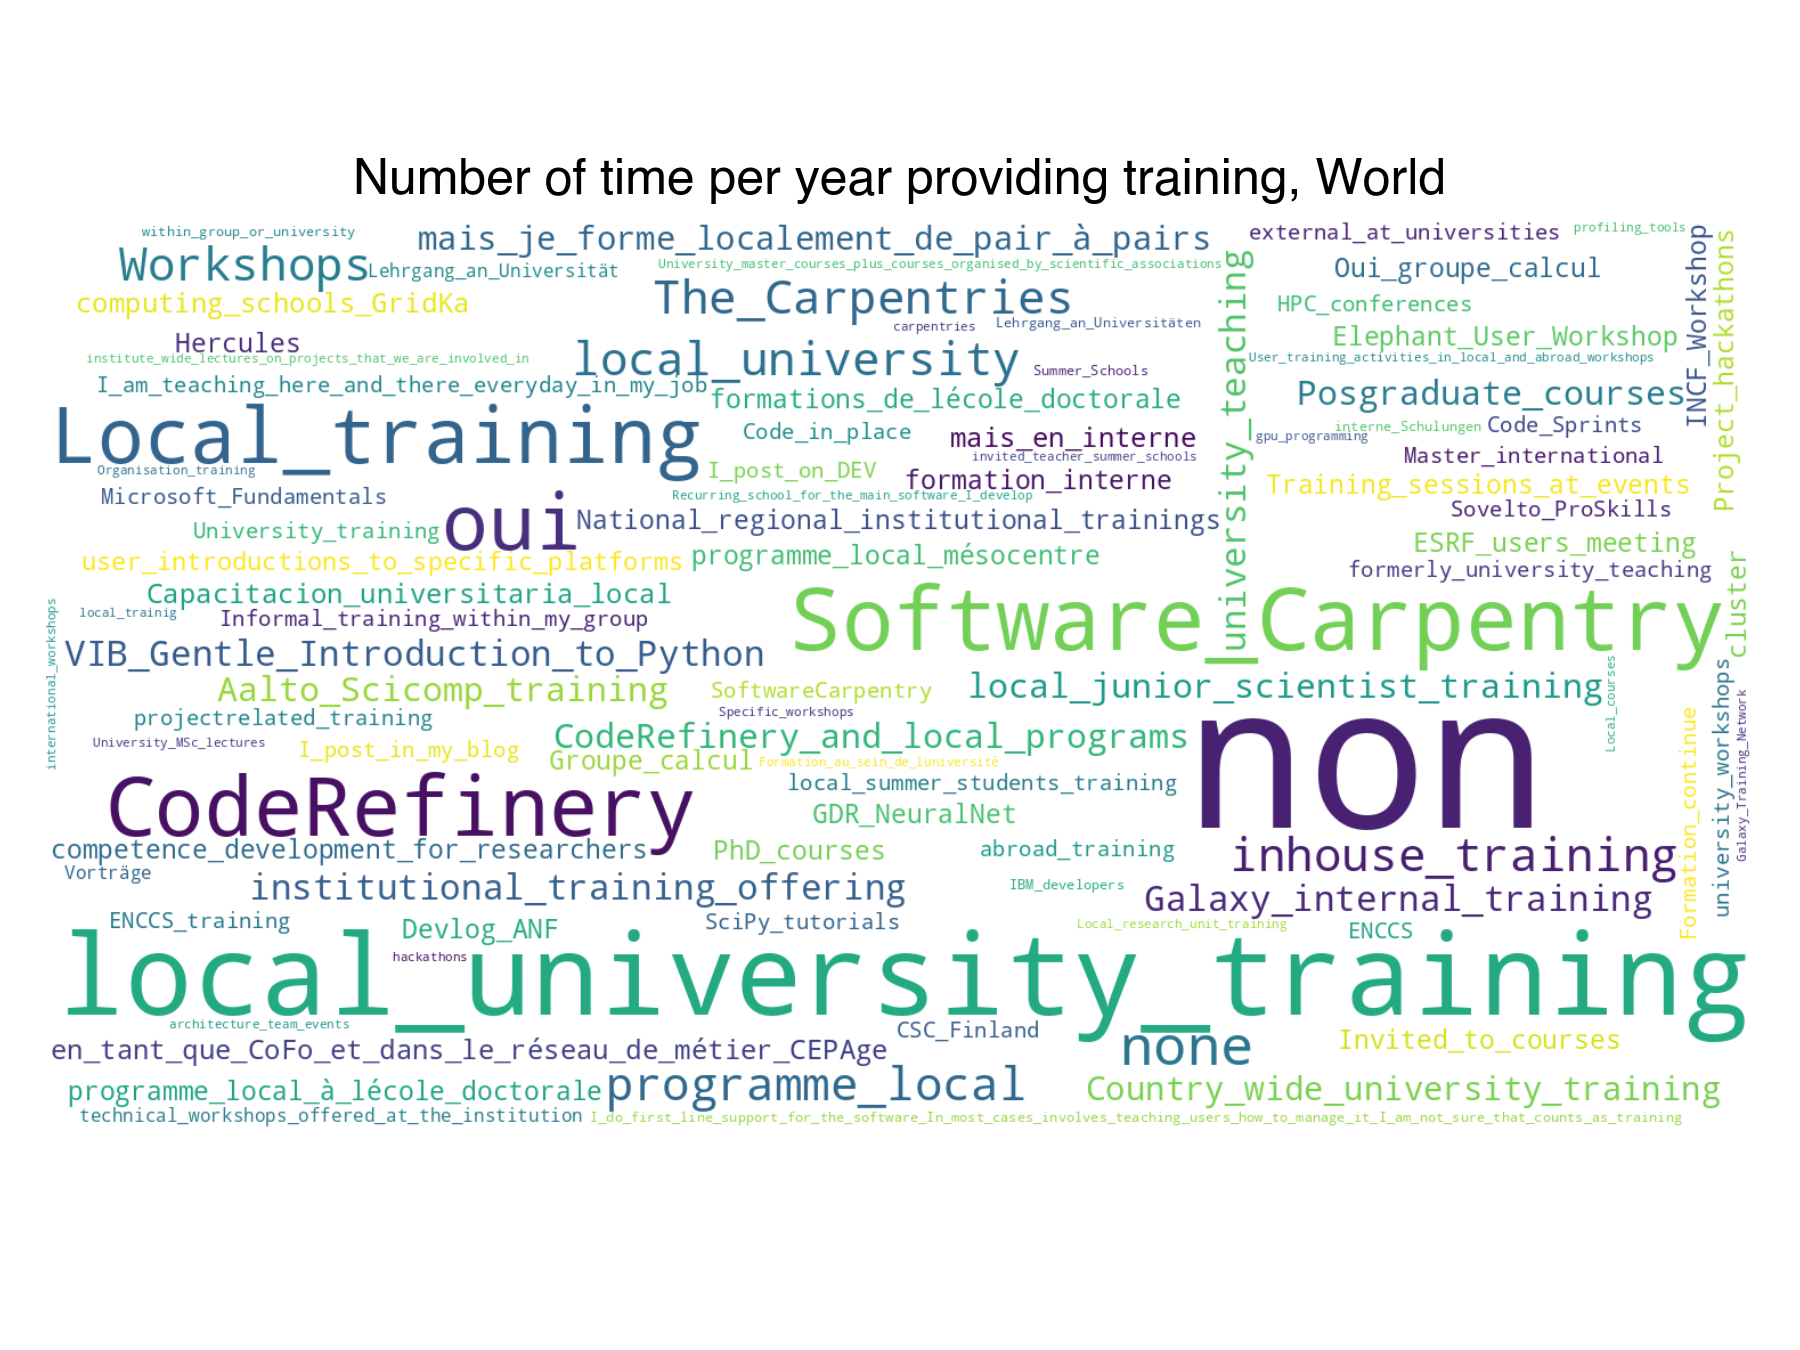 Number of time per year providing training, World
within_group_or_university
mais_je_forme_localement_de_pair_à_pairs
external_at_universities
profiling_tools
Workshops
Lehrgang_an_Universität
University_master_courses_plus_courses_organised_by_scientific_associations
Oui_groupe_calcul
INCF_Workshop
Project_hackathons
computing_schools_GridKa
The_Carpentries
university_teaching
HPC_conferences
carpentries
Lehrgang_an_Universitäten
Hercules
Elephant_User_Workshop
institute_wide_lectures_on_projects_that_we_are_involved_in
local_university
User_training_activities_in_local_and_abroad_workshops
Summer_Schools
I_am_teaching_here_and_there_everyday_in_my_job
formations_de_lécole_doctorale
Posgraduate_courses
Local_training
Code_in_place
mais_en_interne
gpu_programming
interne_Schulungen
Code_Sprints
invited_teacher_summer_schools
Master_international
Organisation_training
I_post_on_DEV
formation_interne
Training_sessions_at_events
Microsoft_Fundamentals
Recurring_school_for_the_main_software_I_develop
Sovelto_ProSkills
oui
National_regional_institutional_trainings
University_training
ESRF_users_meeting
user_introductions_to_specific_platforms
programme_local_mésocentre
formerly_university_teaching
cluster
Capacitacion_universitaria_local
Software_Carpentry
local_trainig
Informal_training_within_my_group
international_workshops
VIB_Gentle_Introduction_to_Python
Aalto_Scicomp_training
SoftwareCarpentry
local_junior_scientist_training
Local_courses
university_workshops
Galaxy_Training_Network
projectrelated_training
Specific_workshops
non
University_MSc_lectures
I_post_in_my_blog
CodeRefinery_and_local_programs
Groupe_calcul
Formation_au_sein_de_luniversité
Formation_continue
CodeRefinery
local_summer_students_training
GDR_NeuralNet
competence_development_for_researchers
PhD_courses
abroad_training
inhouse_training
Vorträge
institutional_training_offering
IBM_developers
Galaxy_internal_training
ENCCS_training
Devlog_ANF
SciPy_tutorials
Local_research_unit_training
ENCCS
hackathons
local_university_training
architecture_team_events
CSC_Finland
none
Invited_to_courses
en_tant_que_CoFo_et_dans_le_réseau_de_métier_CEPAge
programme_local_à_lécole_doctorale
programme_local
Country_wide_university_training
technical_workshops_offered_at_the_institution
I_do_first_line_support_for_the_software_In_most_cases_involves_teaching_users_how_to_manage_it_I_am_not_sure_that_counts_as_training